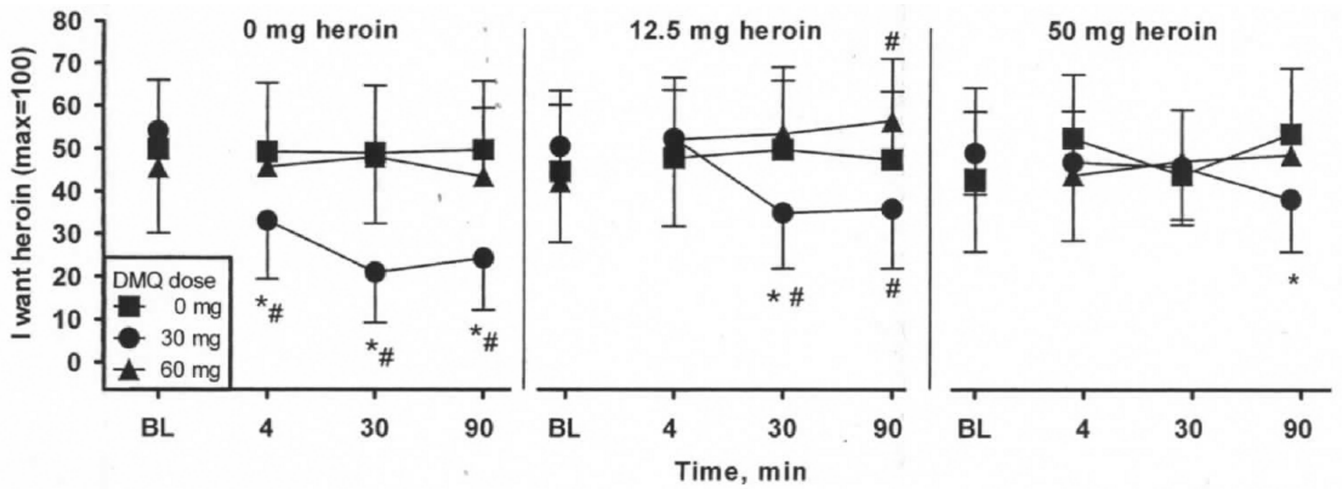 I want heroin (max=100)
80
70
60
50
40
30
20
10
0
0 mg heroin
12.5 mg heroin
50 mg heroin
#
*#
*#
*#
* #
#
*
DMQ dose
0 mg
30 mg
60 mg
BL 4 30 90 BL 4 30 90 BL 4 30 90
Time, min